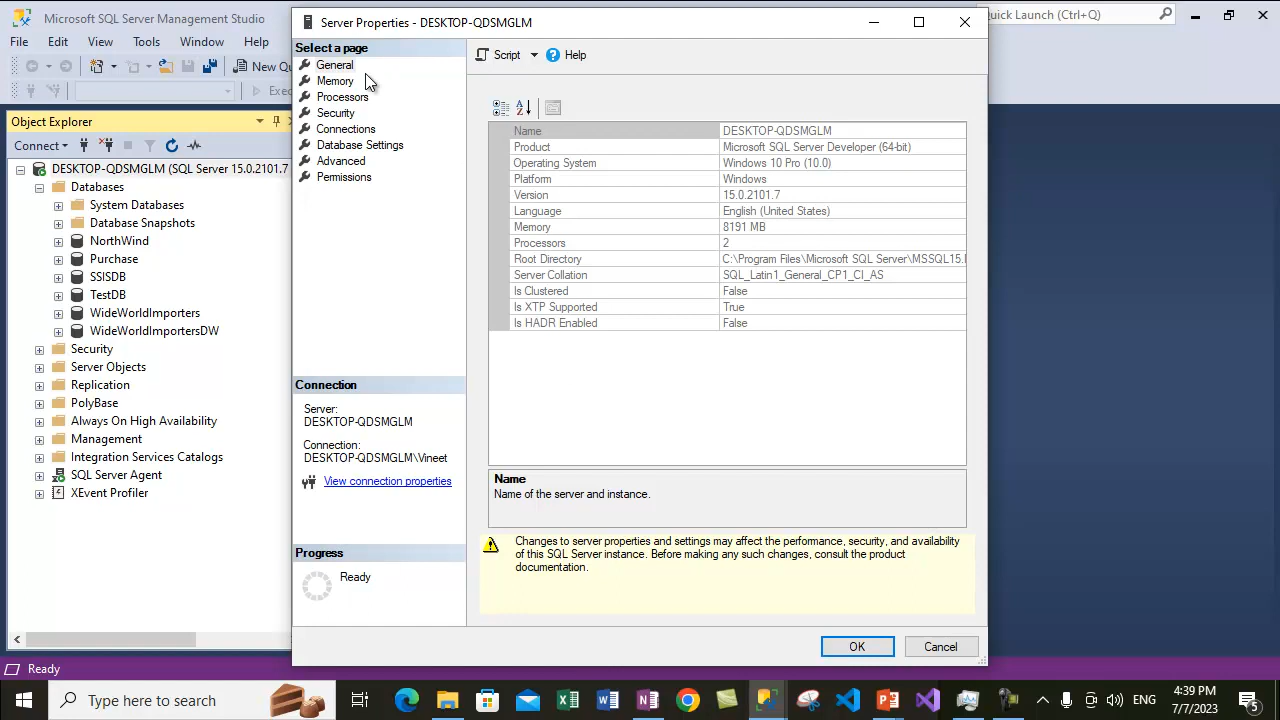 Microsoft SQL Server Management Studio
Quick Launch (Ctrl+Q)
File Edit View Tools Window Help
New Qu
Exec
Object Explorer
Connect
DESKTOP-QDSMGLM (SQL Server 15.0.2101.7
Databases
System Databases
Database Snapshots
NorthWind
Purchase
SSISDB
TestDB
WideWorldImporters
WideWorldImportersDW
Security
Server Objects
Replication
PolyBase
Always On High Availability
Management
Integration Services Catalogs
SQL Server Agent
XEvent Profiler
Server Properties - DESKTOP-QDSMGLM
Select a page
General
Memory
Processors
Security
Connections
Database Settings
Advanced
Permissions
Connection
Server:
DESKTOP-QDSMGLM
Connection:
DESKTOP-QDSMGLM\Vineet
View connection properties
Progress
Ready
Script Help
Name DESKTOP-QDSMGLM
Product Microsoft SQL Server Developer (64-bit)
Operating System Windows 10 Pro (10.0)
Platform Windows
Version 15.0.2101.7
Language English (United States)
Memory 8191 MB
Processors 2
Root Directory C:\Program Files\Microsoft SQL Server\MSSQL15.
Server Collation SQL_Latin1_General_CP1_CI_AS
Is Clustered False
Is XTP Supported True
Is HADR Enabled False
Name
Name of the server and instance.
Changes to server properties and settings may affect the performance, security, and availability
of this SQL Server instance. Before making any such changes, consult the product
documentation.
OK Cancel
Ready
Type here to search
ENG
4:39 PM
7/7/2023
5